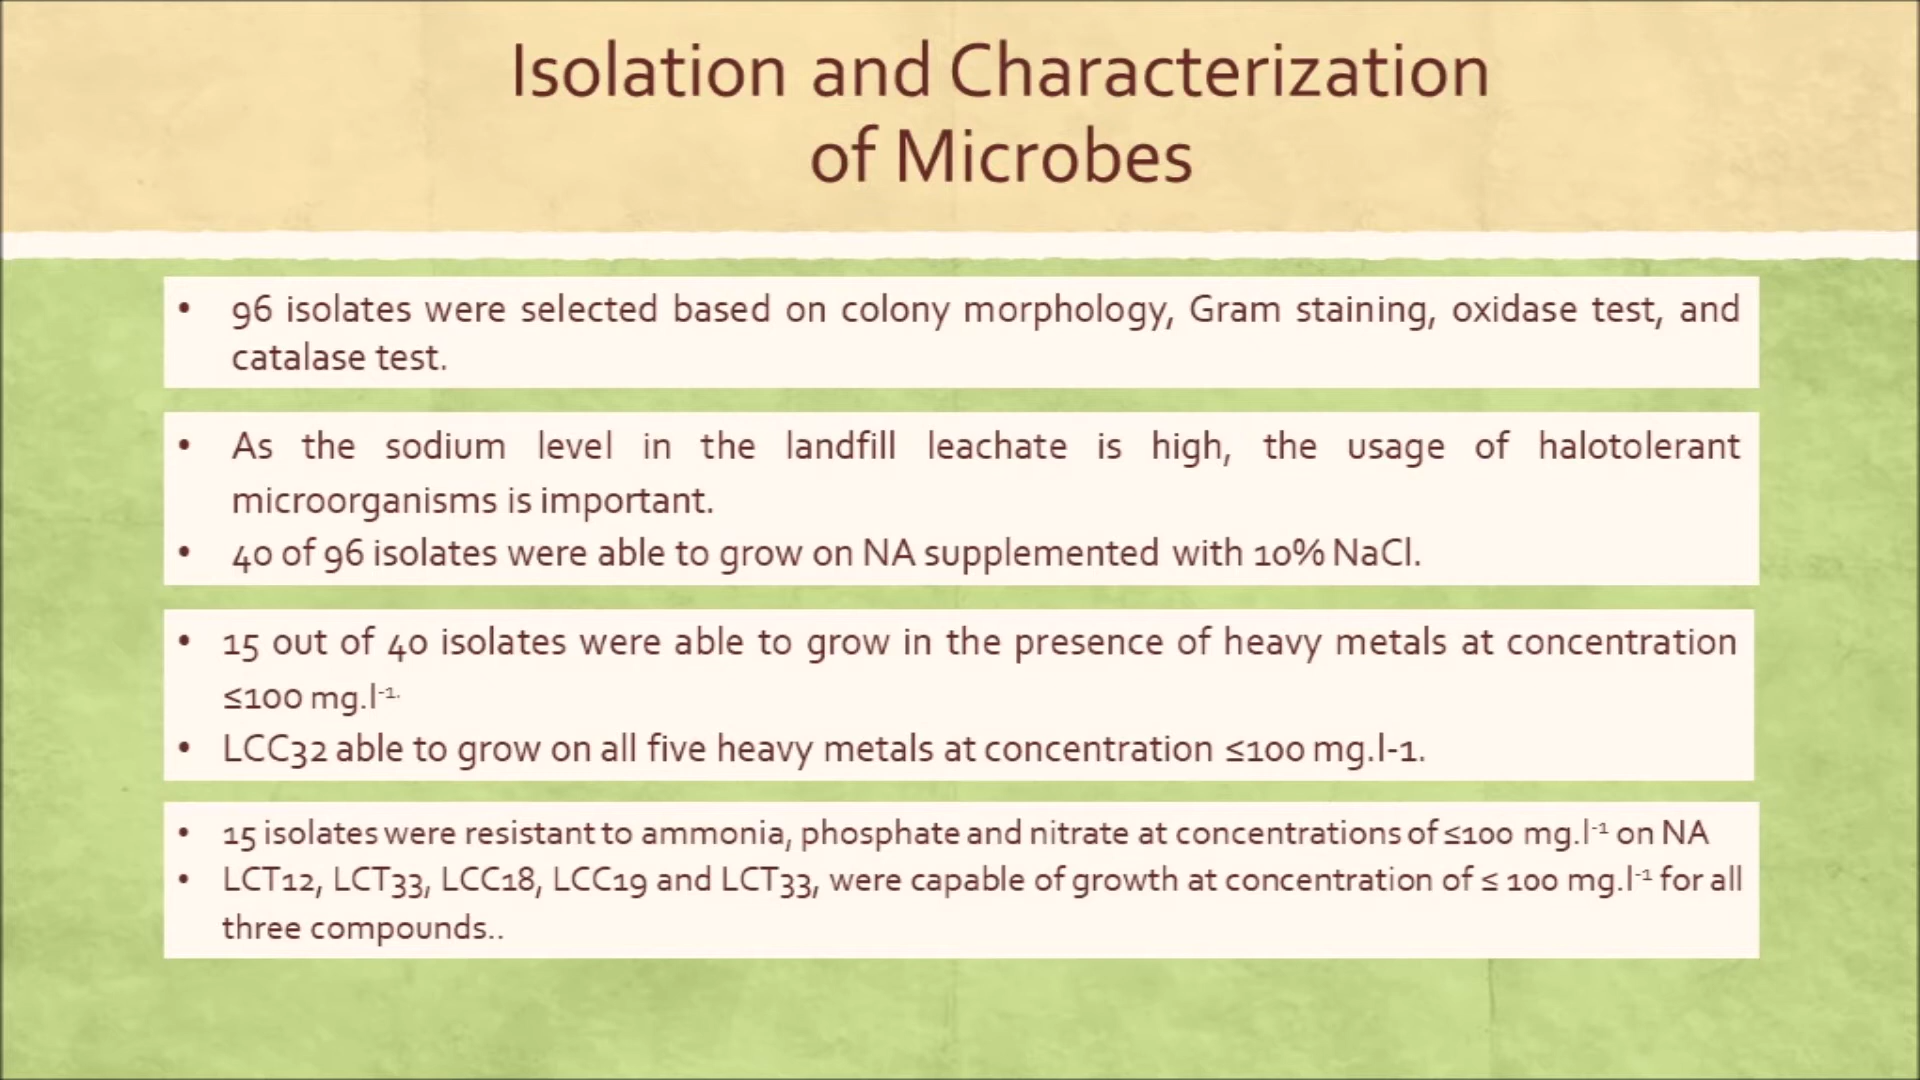 Isolation and Characterization
of Microbes
• 96 isolates were selected based on colony morphology, Gram staining, oxidase test, and
catalase test.
• As the sodium level in the landfill leachate is high, the usage of halotolerant
microorganisms is important.
• 40 of 96 isolates were able to grow on NA supplemented with 10% NaCl.
• 15 out of 40 isolates were able to grow in the presence of heavy metals at concentration
≤100 mg.l⁻¹·
• LCC32 able to grow on all five heavy metals at concentration ≤100 mg.l-1.
• 15 isolates were resistant to ammonia, phosphate and nitrate at concentrations of ≤100 mg.l⁻¹ on NA
• LCT12, LCT33, LCC18, LCC19 and LCT33, were capable of growth at concentration of ≤ 100 mg.l⁻¹ for all
three compounds..